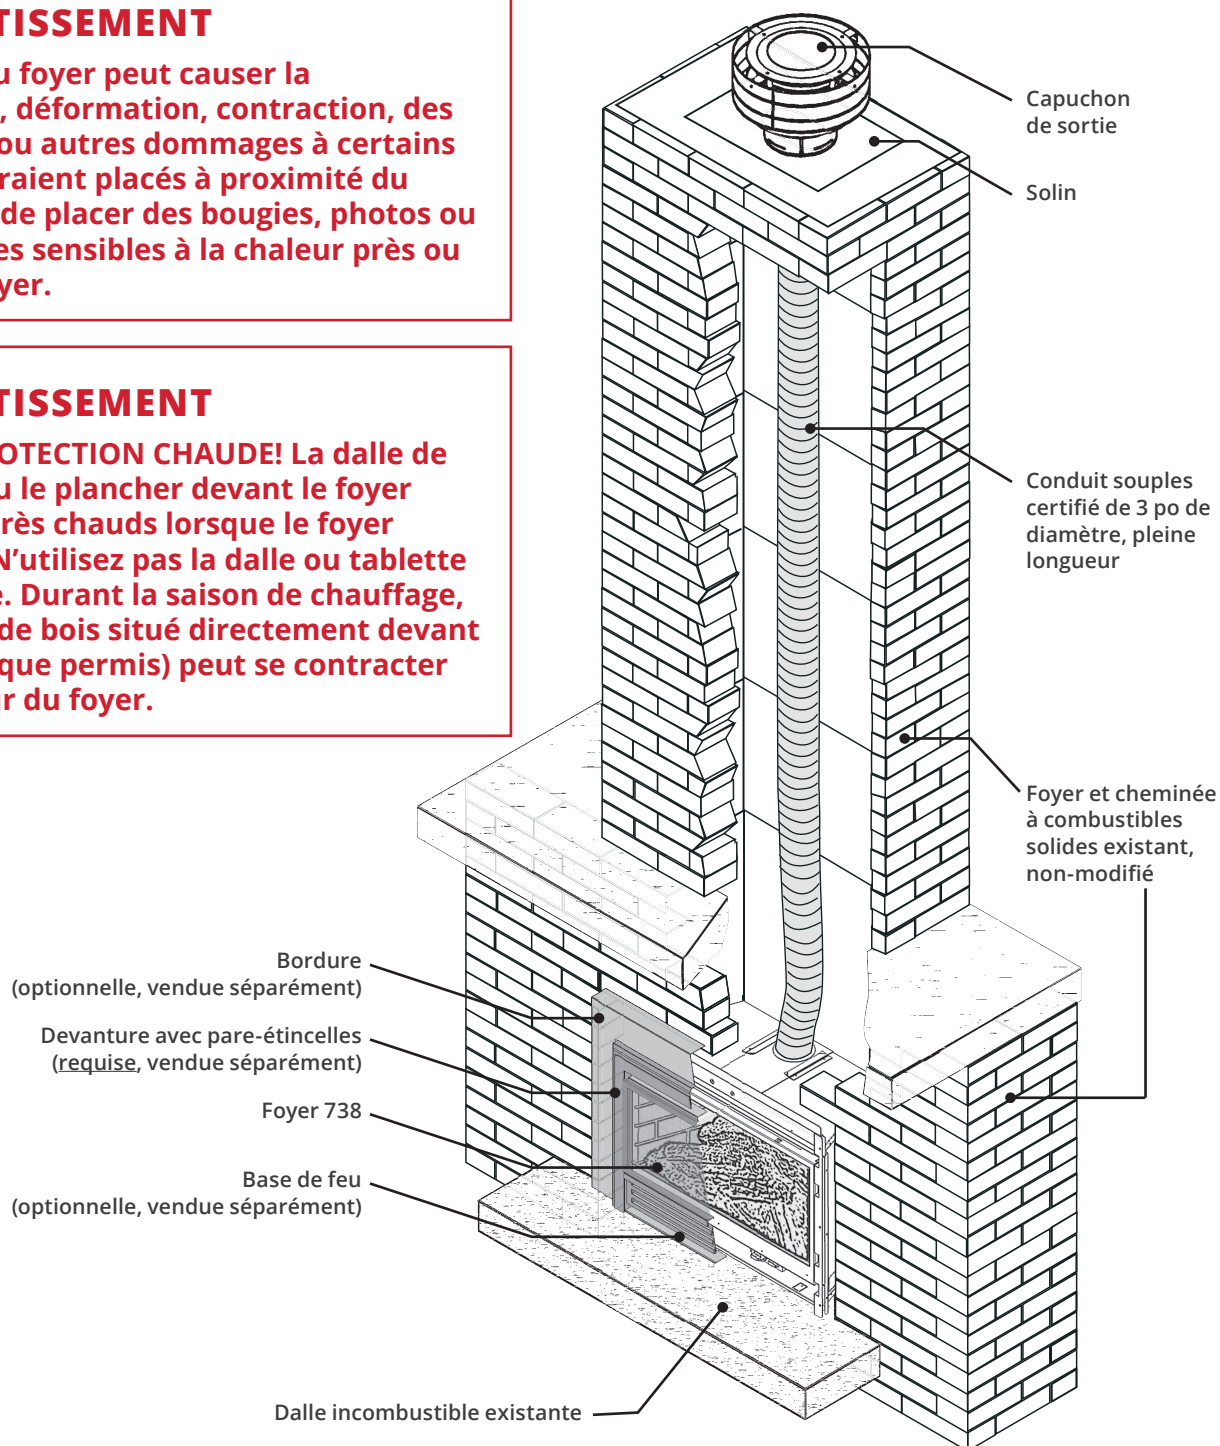 TISSEMENT
u foyer peut causer la
, déformation, contraction, des
ou autres dommages à certains
raient placés à proximité du
de placer des bougies, photos ou
es sensibles à la chaleur près ou
yer.
TISSEMENT
OTECTION CHAUDE! La dalle de
u le plancher devant le foyer
rès chauds lorsque le foyer
N’utilisez pas la dalle ou tablette
e. Durant la saison de chauffage,
de bois situé directement devant
que permis) peut se contracter
ur du foyer.
Capuchon
de sortie
Solin
Conduit souples
certifié de 3 po de
diamètre, pleine
longueur
Foyer et cheminée
à combustibles
solides existant,
non-modifié
Bordure
(optionnelle, vendue séparément)
Devanture avec pare-étincelles
(requise, vendue séparément)
Foyer 738
Base de feu
(optionnelle, vendue séparément)
Dalle incombustible existante